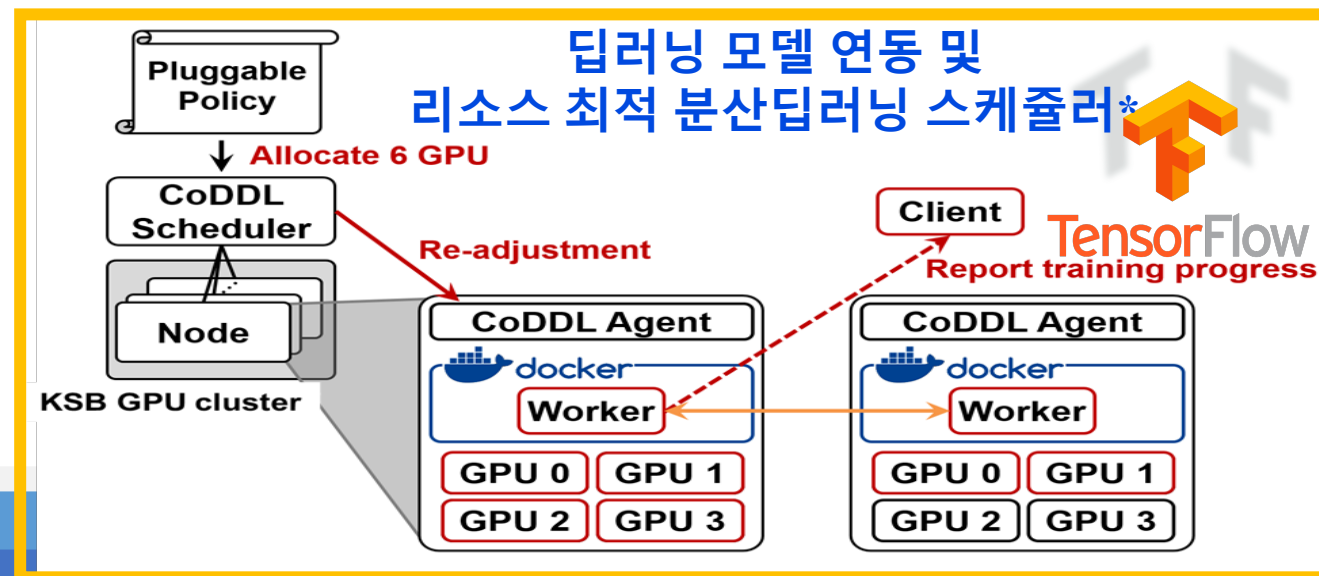 딥러닝 모델 연동 및
리소스 최적 분산딥러닝 스케쥴러*
TensorFlow
Pluggable
Policy
Allocate 6 GPU
CoDDL
Scheduler
Re-adjustment
Node
KSB GPU cluster
Client
Report training progress
CoDDL Agent
docker
Worker
GPU 0
GPU 1
GPU 2
GPU 3
CoDDL Agent
docker
Worker
GPU 0
GPU 1
GPU 2
GPU 3